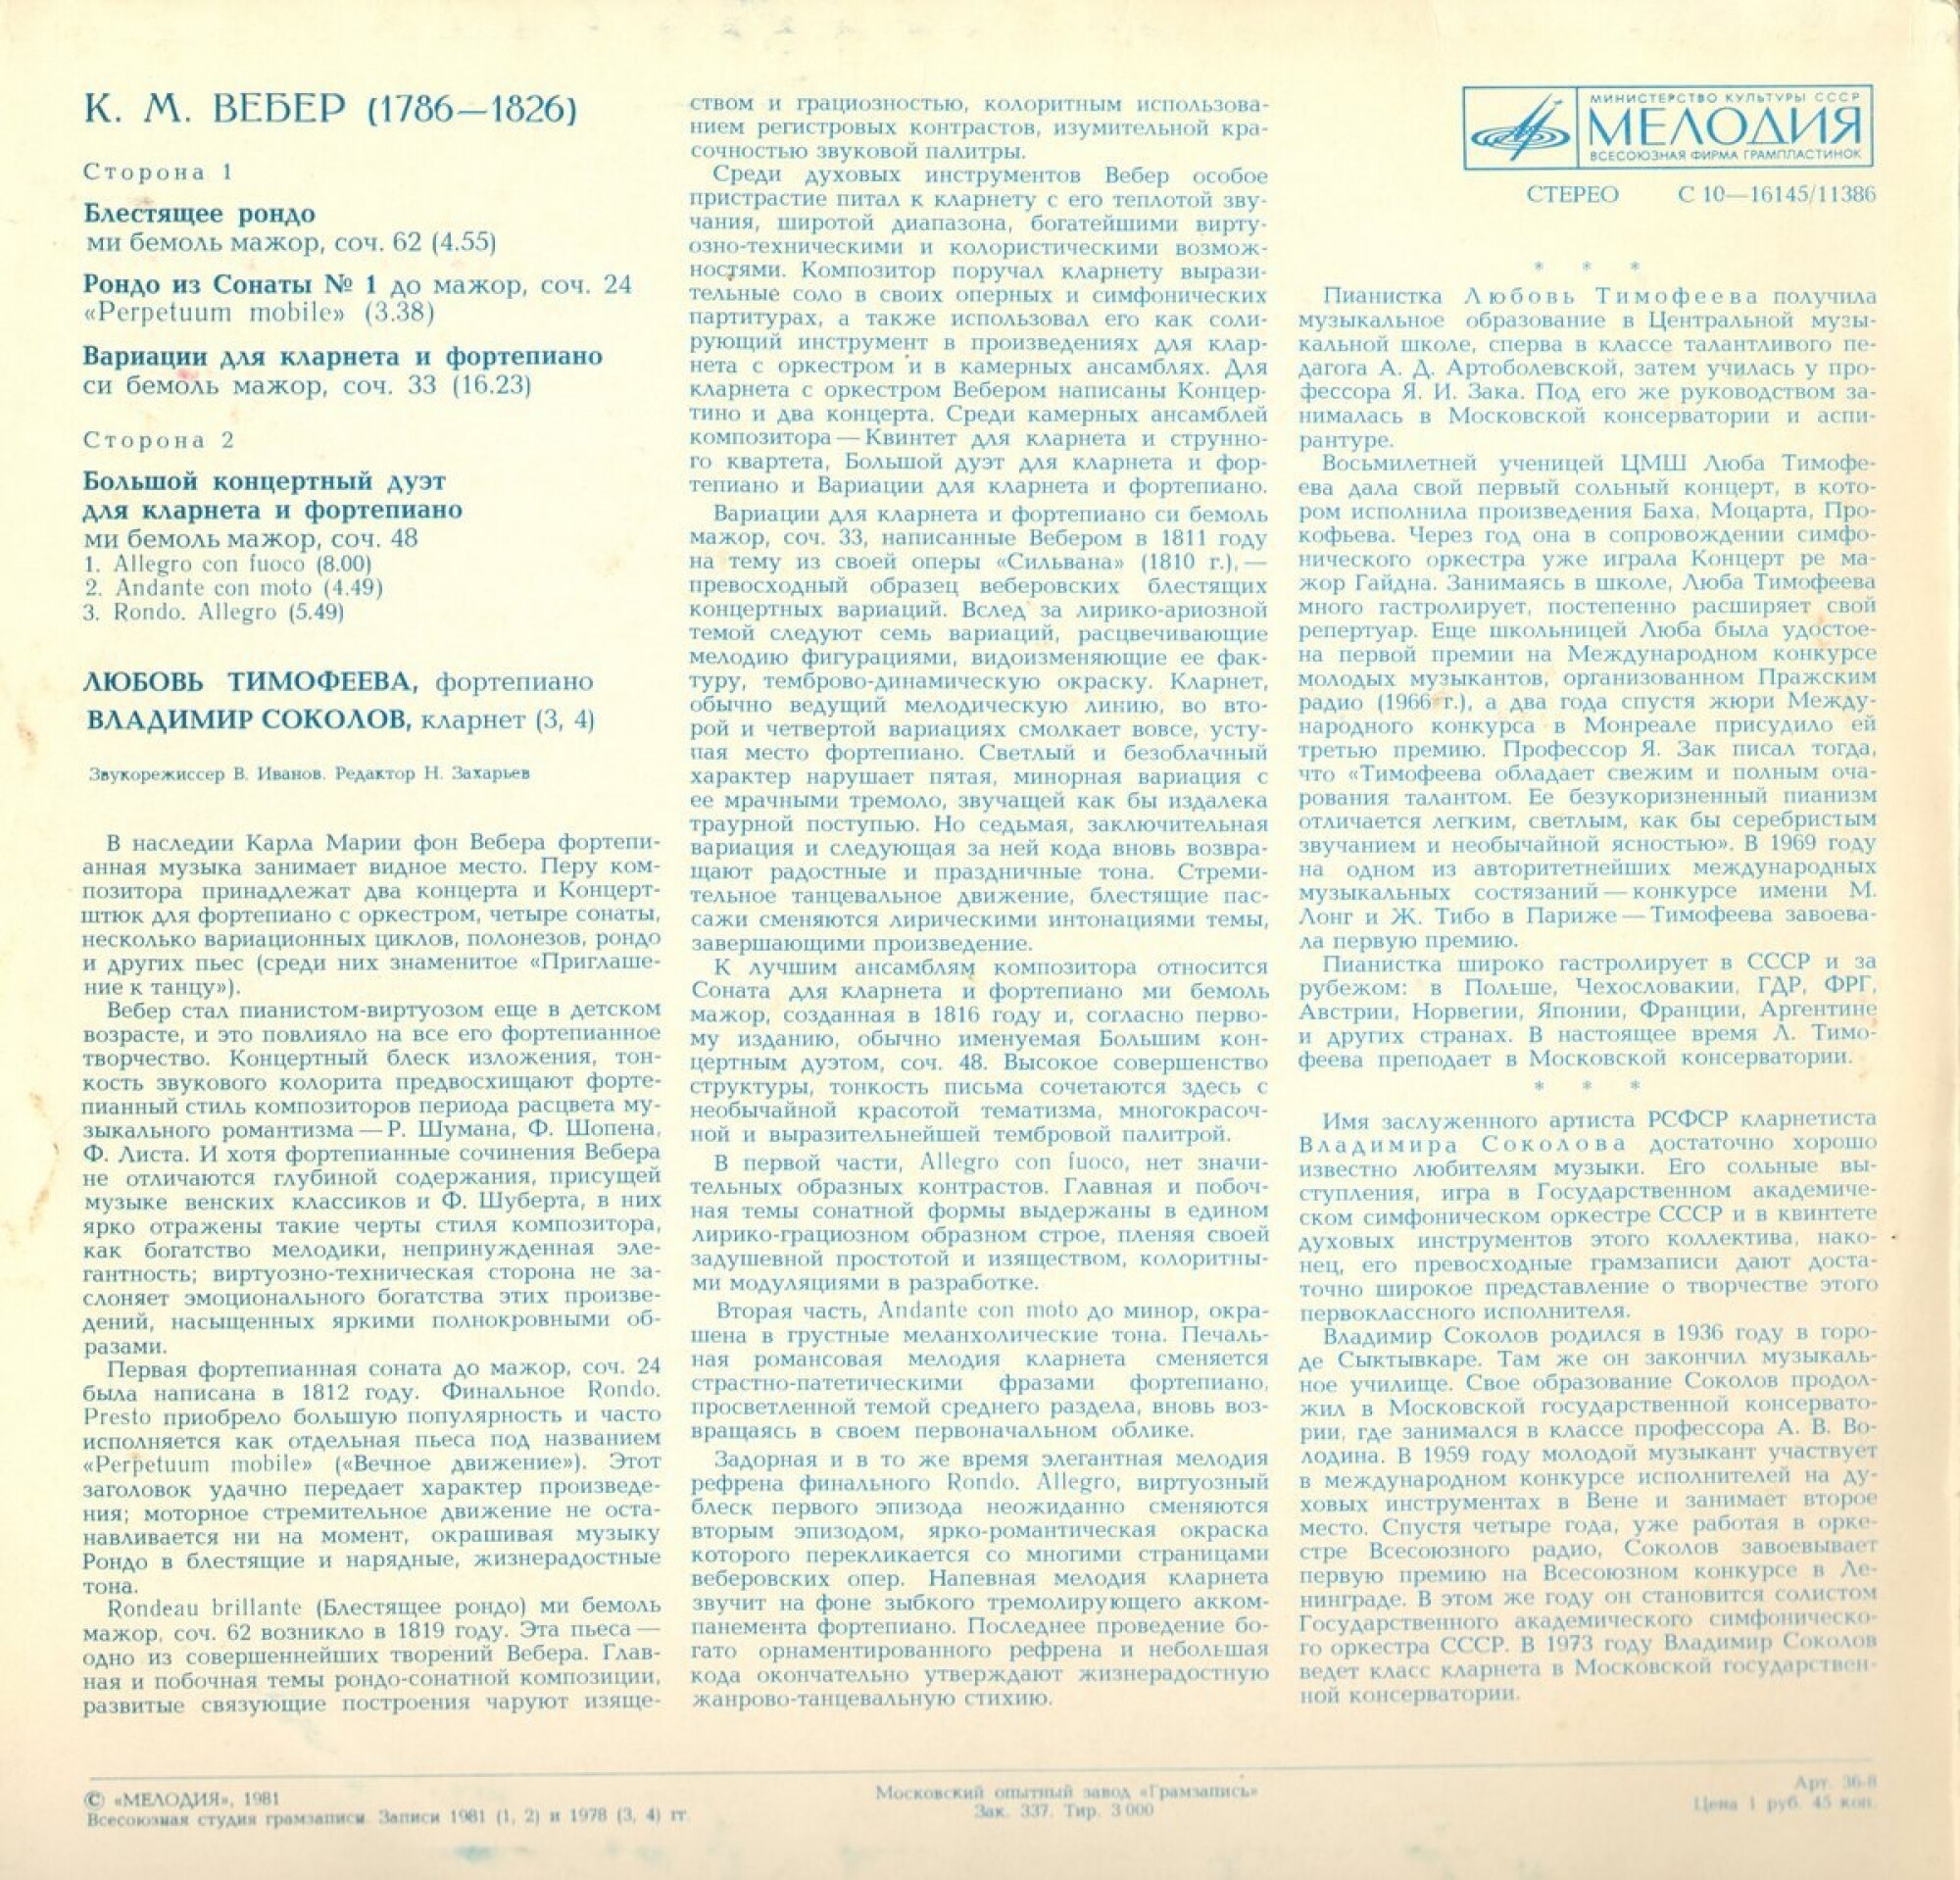 К. М. ВЕБЕР (1786—1826)
Сторона 1
Блестящее рондо
ми бемоль мажор, соч. 62 (4.55)
Рондо из Сонаты № 1 до мажор, соч. 24
«Perpetuum mobile» (3.38)
Вариации для кларнета и фортепиано
си бемоль мажор, соч. 33 (16.23)
Сторона 2
Большой концертный дуэт
для кларнета и фортепиано
ми бемоль мажор, соч. 48
1. Allegro con fuoco (8.00)
2. Andante con moto (4.49)
3. Rondo. Allegro (5.49)
ЛЮБОВЬ ТИМОФЕЕВА, фортепиано
ВЛАДИМИР СОКОЛОВ, кларнет (3, 4)
Звукорежиссер В. Иванов. Редактор Н. Захарьев
В наследии Карла Марии фон Вебера фортепи-
анная музыка занимает видное место. Перу ком-
позитора принадлежат два концерта и Концерт-
штюк для фортепиано с оркестром, четыре сонаты,
несколько вариационных циклов, полонезов, рондо
и других пьес (среди них знаменитое «Приглаше-
ние к танцу»).
Вебер стал пианистом-виртуозом еще в детском
возрасте, и это повлияло на все его фортепианное
творчество. Концертный блеск изложения, тон-
кость звукового колорита предвосхищают форте-
пианный стиль композиторов периода расцвета му-
зыкального романтизма — Р. Шумана, Ф. Шопена,
Ф. Листа. И хотя фортепианные сочинения Вебера
не отличаются глубиной содержания, присущей
музыке венских классиков и Ф. Шуберта, в них
ярко отражены такие черты стиля композитора,
как богатство мелодики, непринужденная эле-
гантность; виртуозно-техническая сторона не за-
слоняет эмоционального богатства этих произве-
дений, насыщенных яркими полнокровными об-
разами.
Первая фортепианная соната до мажор, соч. 24
была написана в 1812 году. Финальное Rondo.
Presto приобрело большую популярность и часто
исполняется как отдельная пьеса под названием
«Perpetuum mobile» («Вечное движение»). Этот
заголовок удачно передает характер произведе-
ния; моторное стремительное движение не оста-
навливается ни на момент, окрашивая музыку
Рондо в блестящие и нарядные, жизнерадостные
тона.
Rondeau brillante (Блестящее рондо) ми бемоль
мажор, соч. 62 возникло в 1819 году. Эта пьеса —
одно из совершеннейших творений Вебера. Глав-
ная и побочная темы рондо-сонатной композиции,
развитые связующие построения чаруют изяще-
ством и грациозностью, колоритным использова-
нием регистровых контрастов, изумительной кра-
сочностью звуковой палитры.
Среди духовых инструментов Вебер особое
пристрастие питал к кларнету с его теплотой зву-
чания, широтой диапазона, богатейшими вирту-
озно-техническими и колористическими возмож-
ностями. Композитор поручал кларнету вырази-
тельные соло в своих оперных и симфонических
партитурах, а также использовал его как соли-
рующий инструмент в произведениях для клар-
нета с оркестром и в камерных ансамблях. Для
кларнета с оркестром Вебером написаны Концер-
тино и два концерта. Среди камерных ансамблей
композитора — Квинтет для кларнета и струнно-
го квартета, Большой дуэт для кларнета и фор-
тепиано и Вариации для кларнета и фортепиано.
Вариации для кларнета и фортепиано си бемоль
мажор, соч. 33, написанные Вебером в 1811 году
на тему из своей оперы «Сильвана» (1810 г.), —
превосходный образец веберовских блестящих
концертных вариаций. Вслед за лирико-ариозной
темой следуют семь вариаций, расцвечивающие
мелодию фигурациями, видоизменяющие ее фак-
туру, темброво-динамическую окраску. Кларнет,
обычно ведущий мелодическую линию, во вто-
рой и четвертой вариациях смолкает вовсе, усту-
пая место фортепиано. Светлый и безоблачный
характер нарушает пятая, минорная вариация с
ее мрачными тремоло, звучащей как бы издалека
траурной поступью. Но седьмая, заключительная
вариация и следующая за ней кода вновь возвра-
щают радостные и праздничные тона. Стреми-
тельное танцевальное движение, блестящие пас-
сажи сменяются лирическими интонациями темы,
завершающими произведение.
К лучшим ансамблям композитора относится
Соната для кларнета и фортепиано ми бемоль
мажор, созданная в 1816 году и, согласно перво-
му изданию, обычно именуемая Большим кон-
цертным дуэтом, соч. 48. Высокое совершенство
структуры, тонкость письма сочетаются здесь с
необычайной красотой тематизма, многокрасоч-
ной и выразительнейшей тембровой палитрой.
В первой части, Allegro con fuoco, нет значи-
тельных образных контрастов. Главная и побоч-
ная темы сонатной формы выдержаны в едином
лирико-грациозном образном строе, пленяя своей
задушевной простотой и изяществом, колоритны-
ми модуляциями в разработке.
Вторая часть, Andante con moto до минор, окра-
шена в грустные меланхолические тона. Печаль-
ная романсовая мелодия кларнета сменяется
страстно-патетическими фразами фортепиано,
просветленной темой среднего раздела, вновь воз-
вращаясь в своем первоначальном облике.
Задорная и в то же время элегантная мелодия
рефрена финального Rondo. Allegro, виртуозный
блеск первого эпизода неожиданно сменяются
вторым эпизодом, ярко-романтическая окраска
которого перекликается со многими страницами
веберовских опер. Напевная мелодия кларнета
звучит на фоне зыбкого тремолирующего акком-
панемента фортепиано. Последнее проведение бо-
гато орнаментированного рефрена и небольшая
кода окончательно утверждают жизнерадостную
жанрово-танцевальную стихию.
МИНИСТЕРСТВО КУЛЬТУРЫ СССР
МЕЛОДИЯ
ВСЕСОЮЗНАЯ ФИРМА ГРАМПЛАСТИНОК
СТЕРЕО С 10—16145/11386
* * *
Пианистка Любовь Тимофеева получила
музыкальное образование в Центральной музы-
кальной школе, сперва в классе талантливого пе-
дагога А. Д. Артоболевской, затем училась у про-
фессора Я. И. Зака. Под его же руководством за-
нималась в Московской консерватории и аспи-
рантуре.
Восьмилетней ученицей ЦМШ Люба Тимофе-
ева дала свой первый сольный концерт, в кото-
ром исполнила произведения Баха, Моцарта, Про-
кофьева. Через год она в сопровождении симфо-
нического оркестра уже играла Концерт ре ма-
жор Гайдна. Занимаясь в школе, Люба Тимофеева
много гастролирует, постепенно расширяет свой
репертуар. Еще школьницей Люба была удостое-
на первой премии на Международном конкурсе
молодых музыкантов, организованном Пражским
радио (1966 г.), а два года спустя жюри Между-
народного конкурса в Монреале присудило ей
третью премию. Профессор Я. Зак писал тогда,
что «Тимофеева обладает свежим и полным оча-
рования талантом. Ее безукоризненный пианизм
отличается легким, светлым, как бы серебристым
звучанием и необычайной ясностью». В 1969 году
на одном из авторитетнейших международных
музыкальных состязаний — конкурсе имени М.
Лонг и Ж. Тибо в Париже — Тимофеева завоева-
ла первую премию.
Пианистка широко гастролирует в СССР и за
рубежом: в Польше, Чехословакии, ГДР, ФРГ,
Австрии, Норвегии, Японии, Франции, Аргентине
и других странах. В настоящее время Л. Тимо-
феева преподает в Московской консерватории.
* * *
Имя заслуженного артиста РСФСР кларнетиста
Владимира Соколова достаточно хорошо
известно любителям музыки. Его сольные вы-
ступления, игра в Государственном академиче-
ском симфоническом оркестре СССР и в квинтете
духовых инструментов этого коллектива, нако-
нец, его превосходные грамзаписи дают доста-
точно широкое представление о творчестве этого
первоклассного исполнителя.
Владимир Соколов родился в 1936 году в горо-
де Сыктывкаре. Там же он закончил музыкаль-
ное училище. Свое образование Соколов продол-
жил в Московской государственной консервато-
рии, где занимался в классе профессора А. В. Во-
лодина. В 1959 году молодой музыкант участвует
в международном конкурсе исполнителей на ду-
ховых инструментах в Вене и занимает второе
место. Спустя четыре года, уже работая в орке-
стре Всесоюзного радио, Соколов завоевывает
первую премию на Всесоюзном конкурсе в Ле-
нинграде. В этом же году он становится солистом
Государственного академического симфоническо-
го оркестра СССР. В 1973 году Владимир Соколов
ведет класс кларнета в Московской государствен-
ной консерватории.
© «МЕЛОДИЯ», 1981
Всесоюзная студия грамзаписи. Записи 1981 (1, 2) и 1978 (3, 4) гг.
Московский опытный завод «Грамзапись»
Зак. 337. Тир. 3 000
Арт. 36-8
Цена 1 руб. 45 коп.